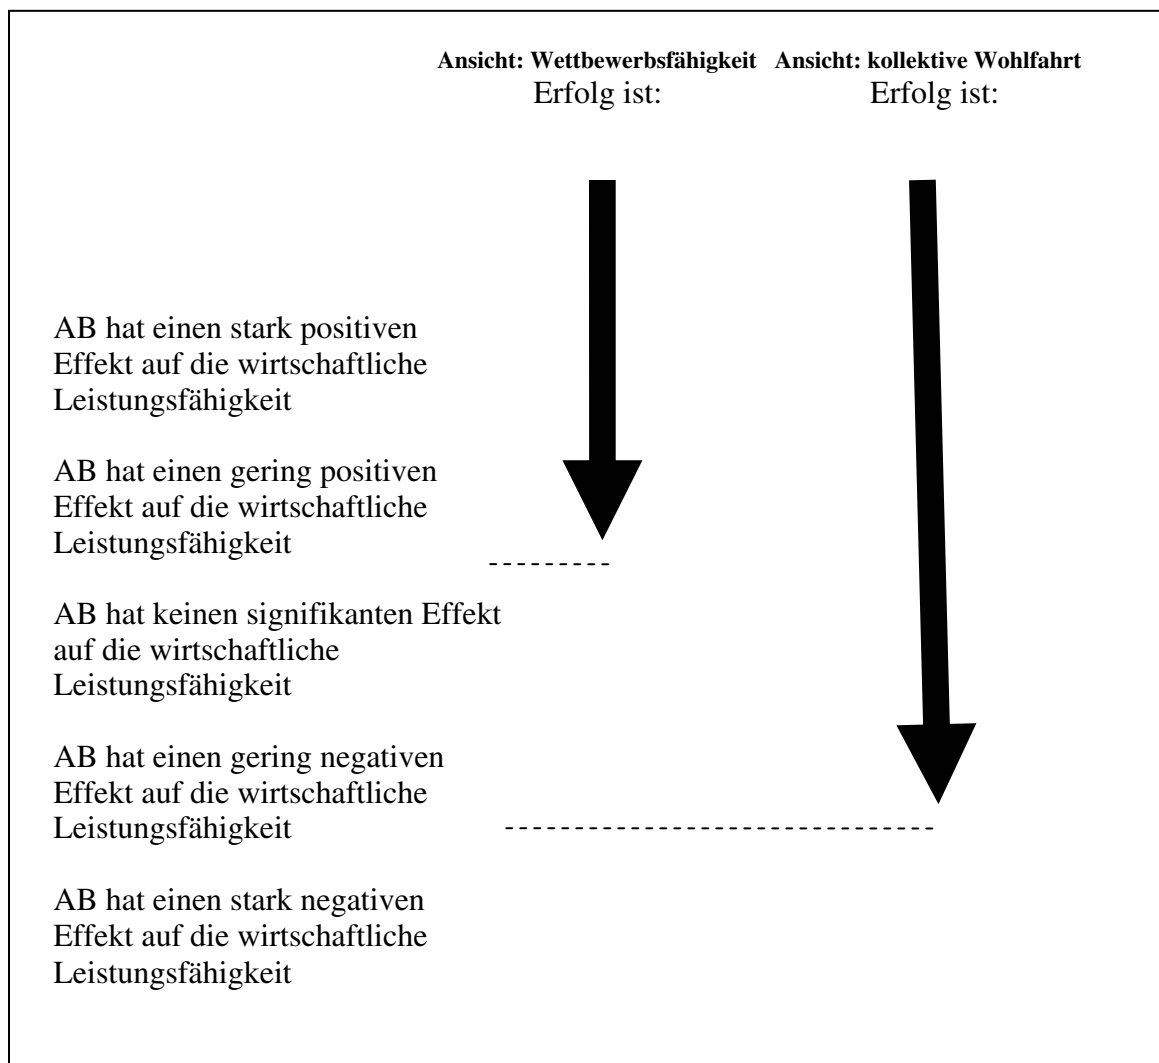 Ansicht: Wettbewerbsfähigkeit Ansicht: kollektive Wohlfahrt
Erfolg ist: Erfolg ist:
AB hat einen stark positiven
Effekt auf die wirtschaftliche
Leistungsfähigkeit
AB hat einen gering positiven
Effekt auf die wirtschaftliche
Leistungsfähigkeit
AB hat keinen signifikanten Effekt
auf die wirtschaftliche
Leistungsfähigkeit
AB hat einen gering negativen
Effekt auf die wirtschaftliche
Leistungsfähigkeit
AB hat einen stark negativen
Effekt auf die wirtschaftliche
Leistungsfähigkeit